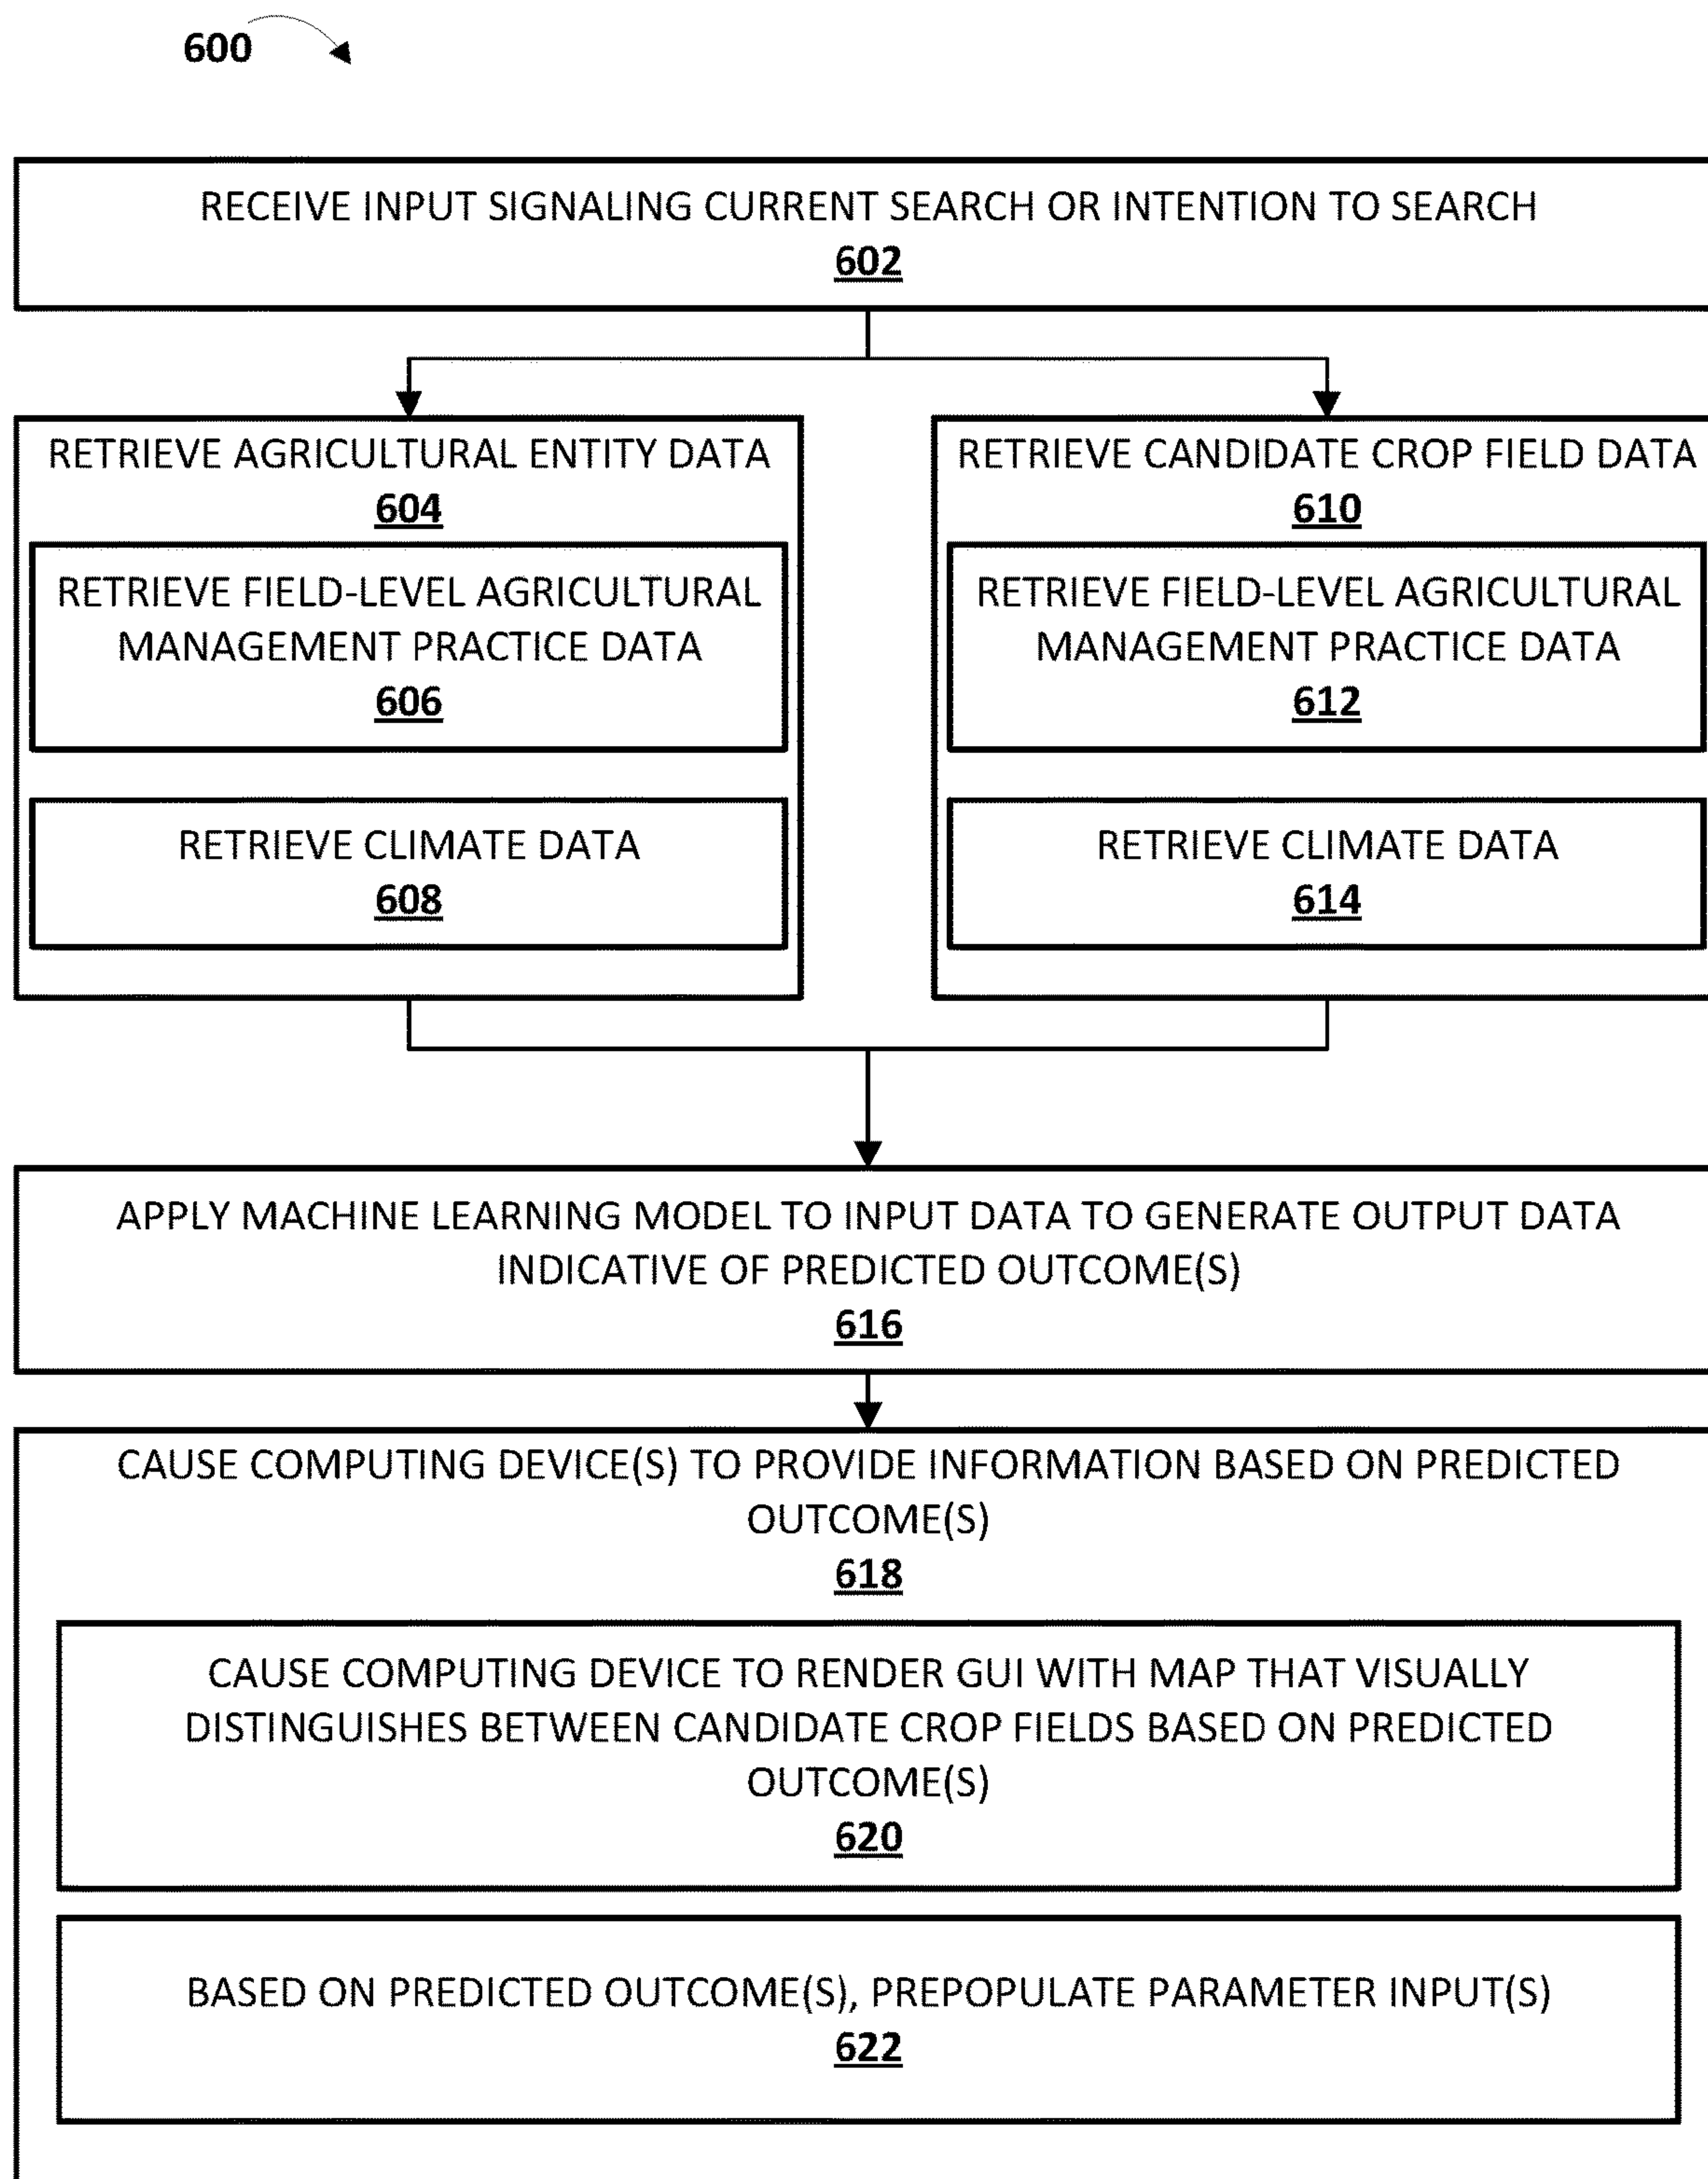 600
RECEIVE INPUT SIGNALING CURRENT SEARCH OR INTENTION TO SEARCH
602
RETRIEVE AGRICULTURAL ENTITY DATA
604
RETRIEVE FIELD-LEVEL AGRICULTURAL
MANAGEMENT PRACTICE DATA
606
RETRIEVE CLIMATE DATA
608
RETRIEVE CANDIDATE CROP FIELD DATA
610
RETRIEVE FIELD-LEVEL AGRICULTURAL
MANAGEMENT PRACTICE DATA
612
RETRIEVE CLIMATE DATA
614
APPLY MACHINE LEARNING MODEL TO INPUT DATA TO GENERATE OUTPUT DATA
INDICATIVE OF PREDICTED OUTCOME(S)
616
CAUSE COMPUTING DEVICE(S) TO PROVIDE INFORMATION BASED ON PREDICTED
OUTCOME(S)
618
CAUSE COMPUTING DEVICE TO RENDER GUI WITH MAP THAT VISUALLY
DISTINGUISHES BETWEEN CANDIDATE CROP FIELDS BASED ON PREDICTED
OUTCOME(S)
620
BASED ON PREDICTED OUTCOME(S), PREPOPULATE PARAMETER INPUT(S)
622